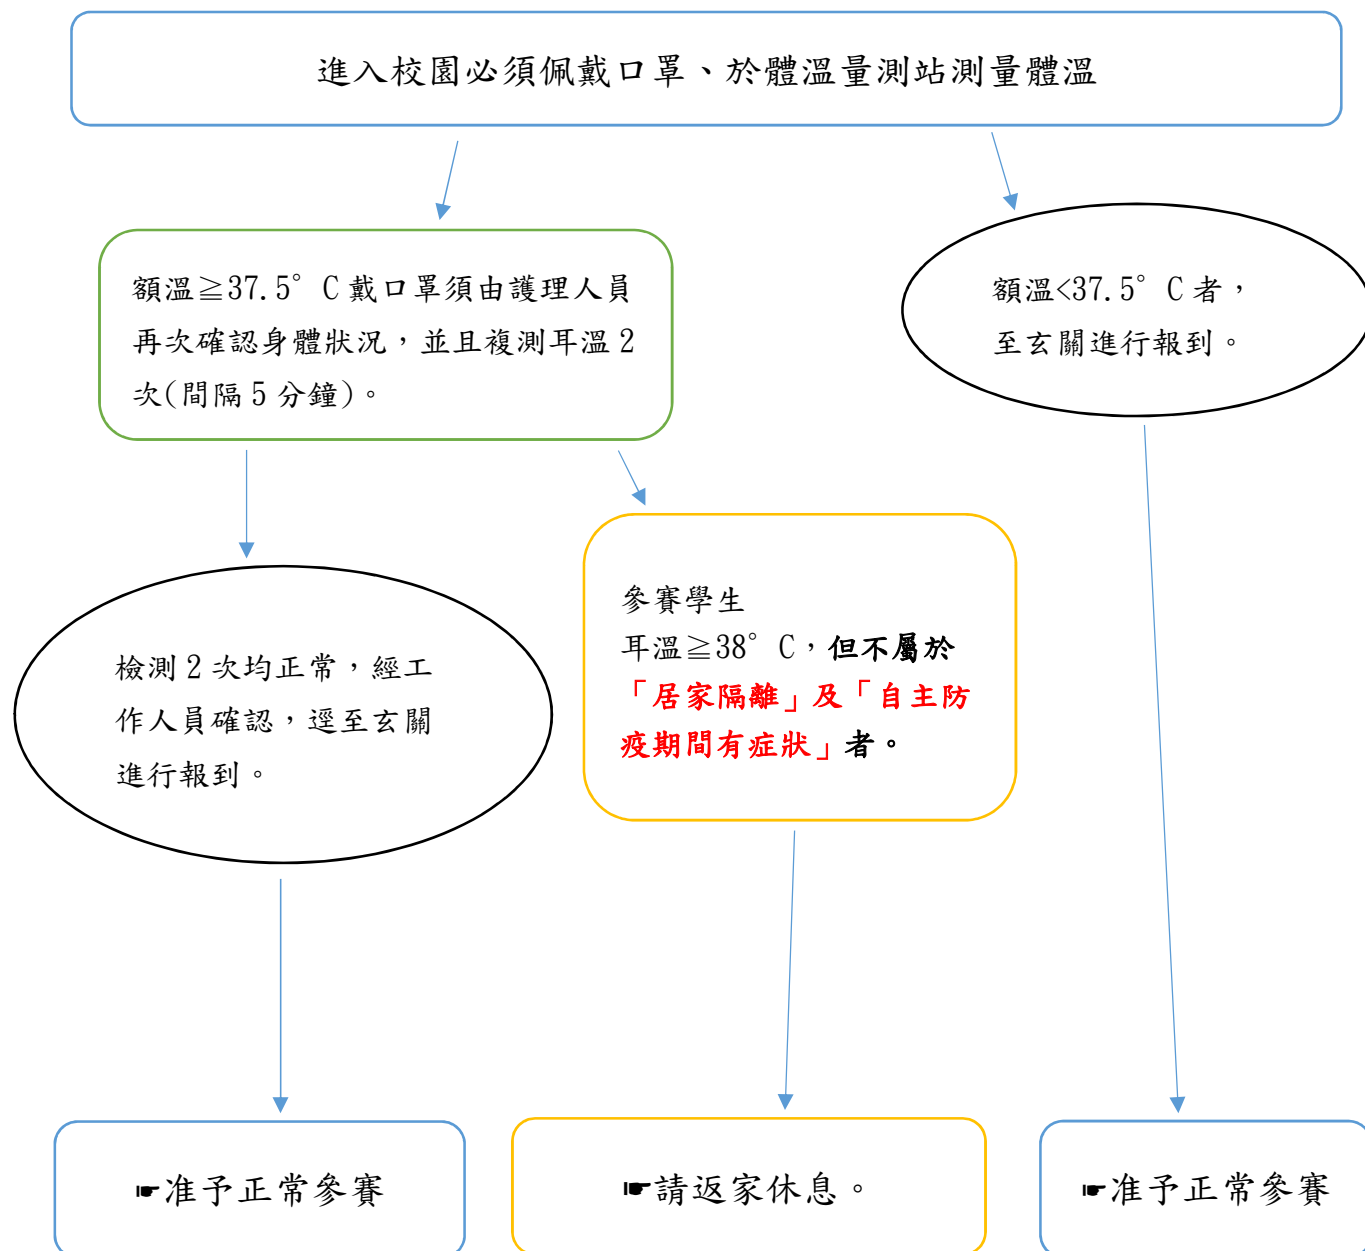 進入校園必須佩戴口罩、於體溫量測站測量體溫
額溫≧37.5°C戴口罩須由護理人員
再次確認身體狀況，並且複測耳溫2
次(間隔5分鐘)。
額溫<37.5°C者，
至玄關進行報到。
檢測2次均正常，經工
作人員確認，逕至玄關
進行報到。
參賽學生
耳溫≧38°C，但不屬於
「居家隔離」及「自主防
疫期間有症狀」者。
☛准予正常參賽
☛請返家休息。
☛准予正常參賽